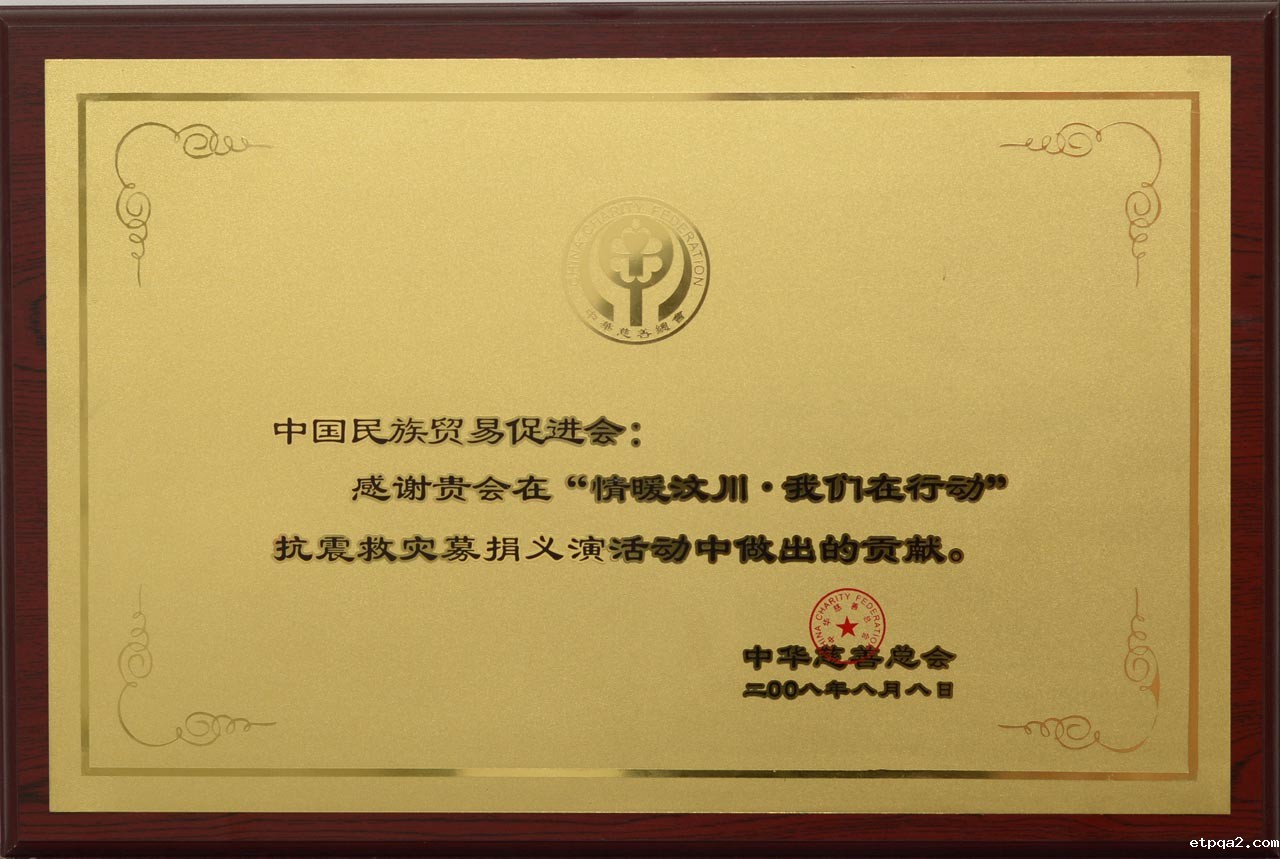 CHINA CHARITY FEDERATION
中華慈善總會
中国民族贸易促进会：
感谢贵会在“情暖汶川·我们在行动”
抗震救灾募捐义演活动中做出的贡献。
CHINA CHARITY FEDERATION
中华慈善总会
中华慈善总会
二00八年八月八日
etpqa2.com